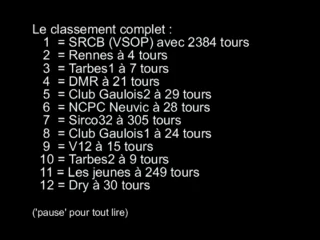 Le classement complet :
1 = SRCB (VSOP) avec 2384 tours
2 = Rennes à 4 tours
3 = Tarbes1 à 7 tours
4 = DMR à 21 tours
5 = Club Gaulois2 à 29 tours
6 = NCPC Neuvic à 28 tours
7 = Sirco32 à 305 tours
8 = Club Gaulois1 à 24 tours
9 = V12 à 15 tours
10 = Tarbes2 à 9 tours
11 = Les jeunes à 249 tours
12 = Dry à 30 tours
('pause' pour tout lire)